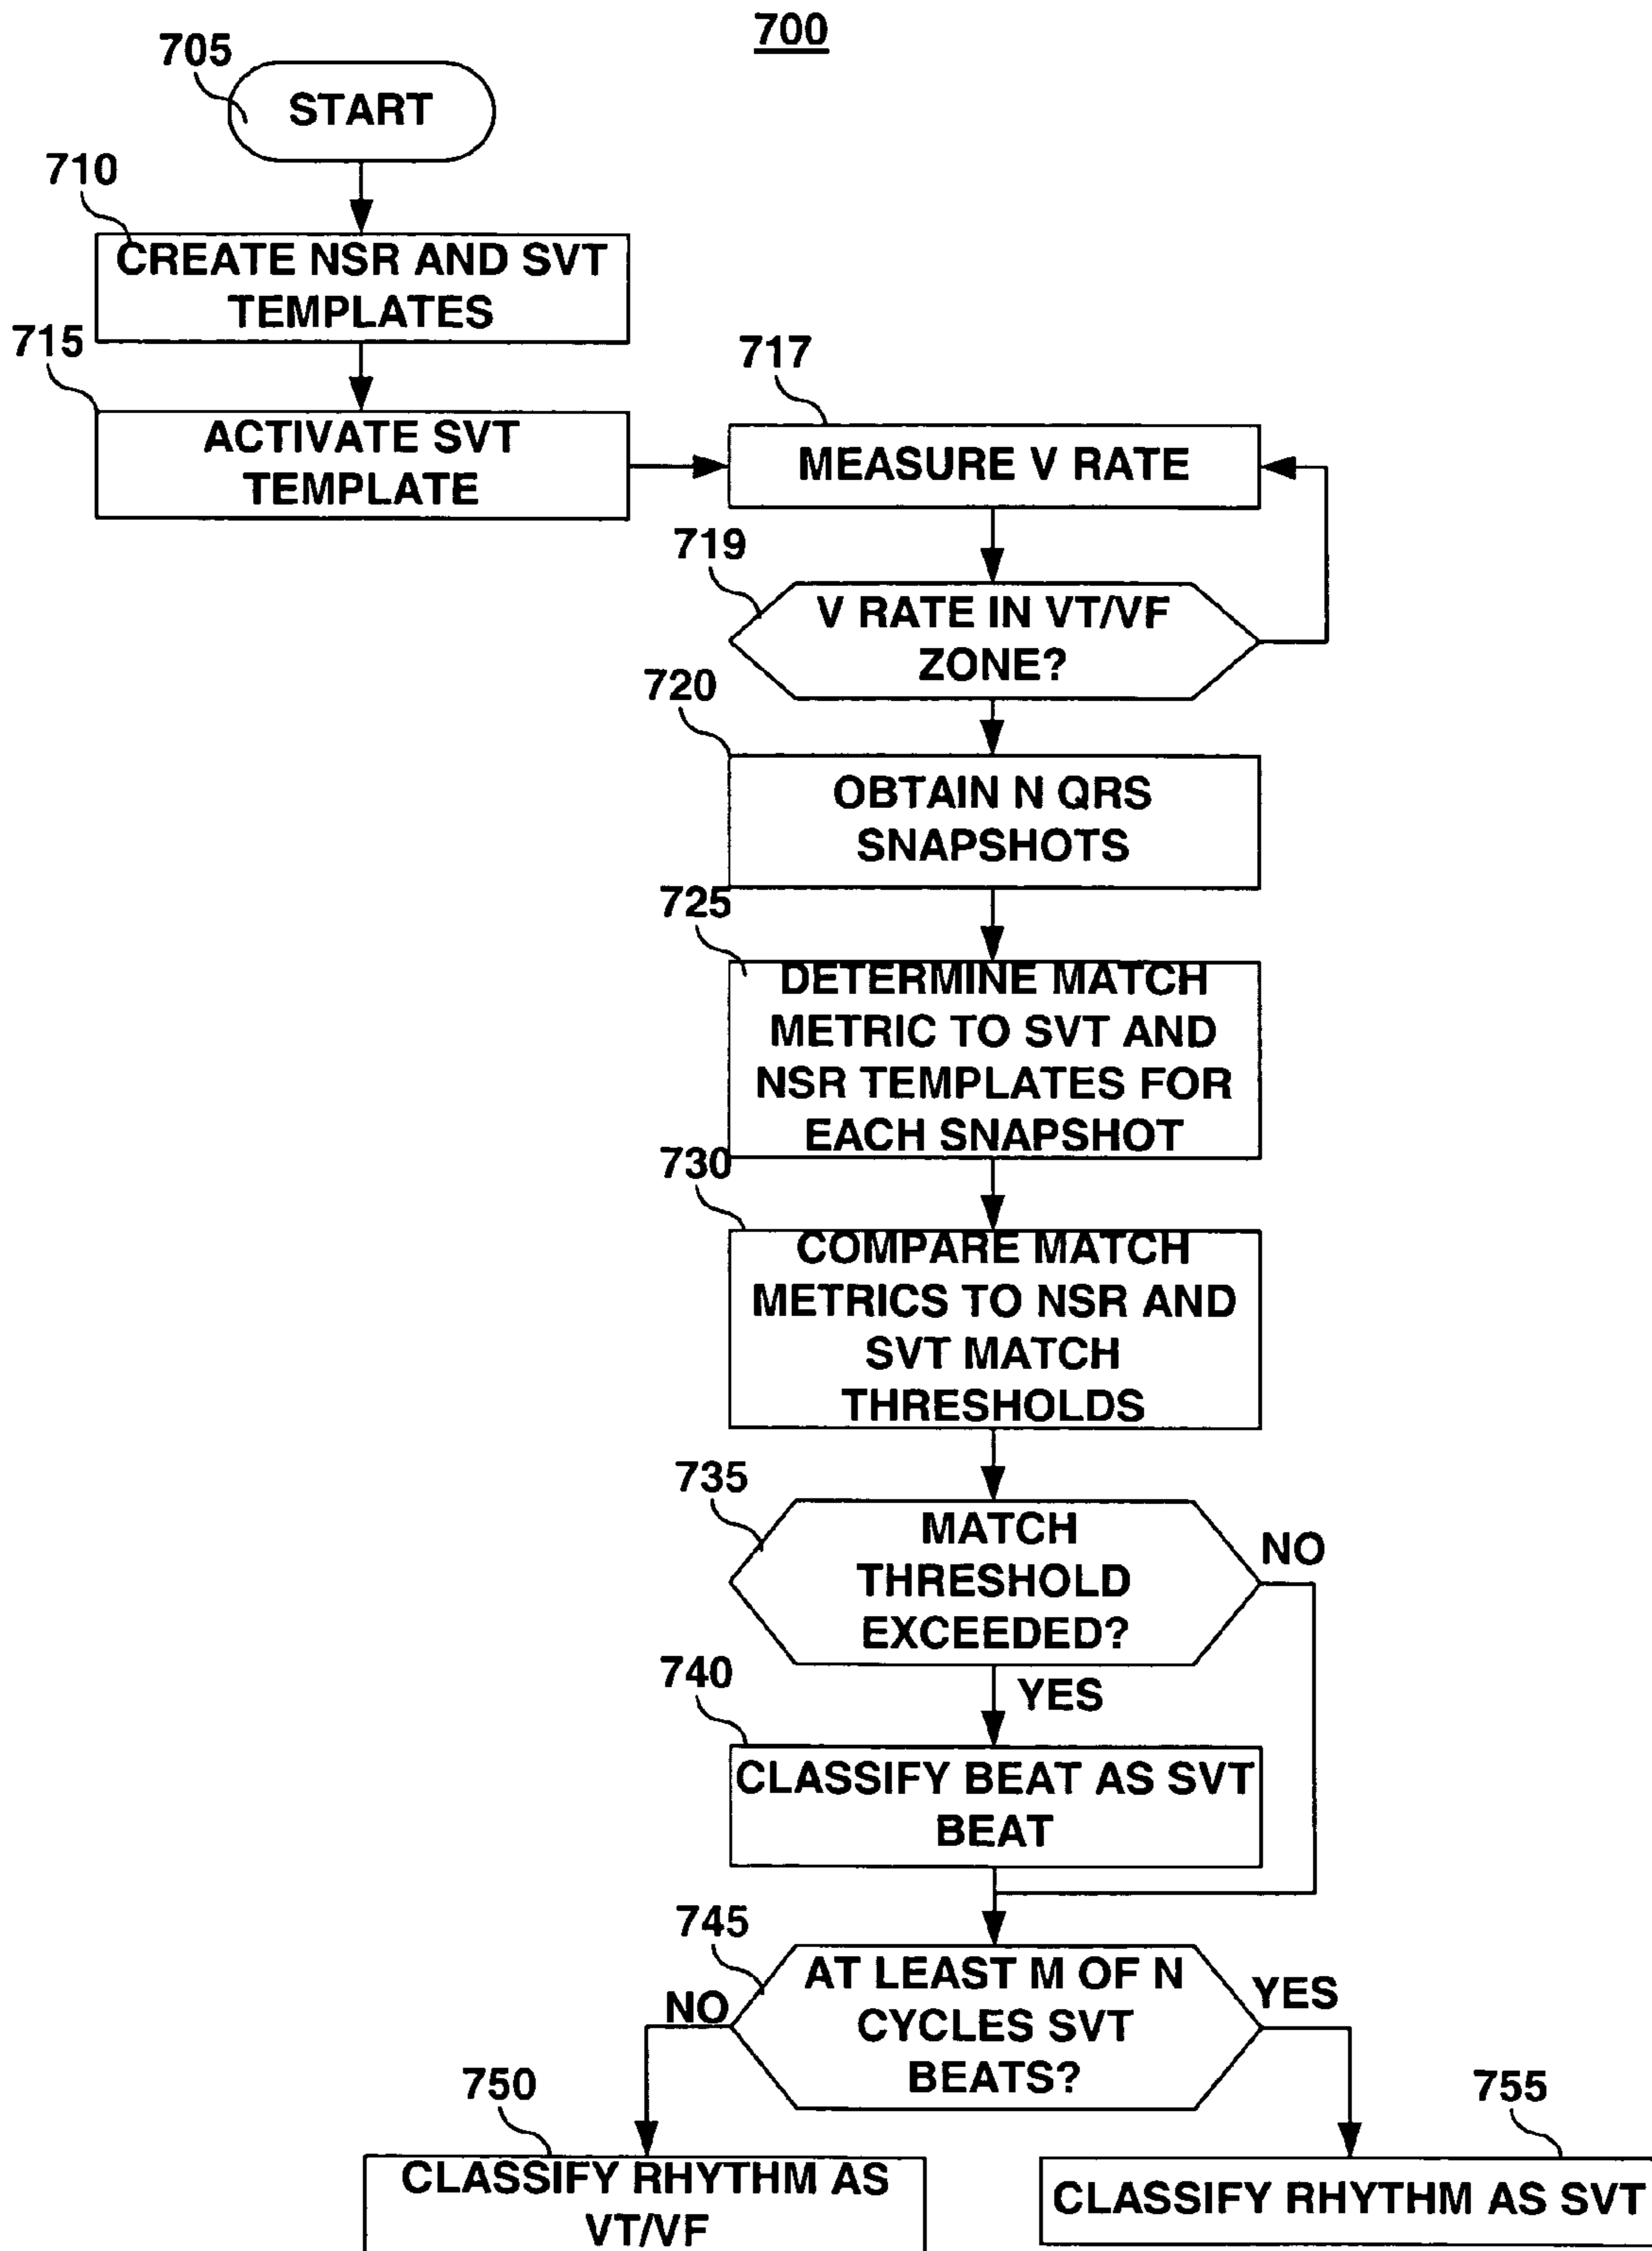 700
705
START
710
CREATE NSR AND SVT
TEMPLATES
715
ACTIVATE SVT
TEMPLATE
717
MEASURE V RATE
719
V RATE IN VT/VF
ZONE?
720
OBTAIN N QRS
SNAPSHOTS
725
DETERMINE MATCH
METRIC TO SVT AND
NSR TEMPLATES FOR
EACH SNAPSHOT
730
COMPARE MATCH
METRICS TO NSR AND
SVT MATCH
THRESHOLDS
735
MATCH
THRESHOLD
EXCEEDED?
NO
YES
740
CLASSIFY BEAT AS SVT
BEAT
745
AT LEAST M OF N
CYCLES SVT
BEATS?
NO
YES
750
CLASSIFY RHYTHM AS
VT/VF
755
CLASSIFY RHYTHM AS SVT